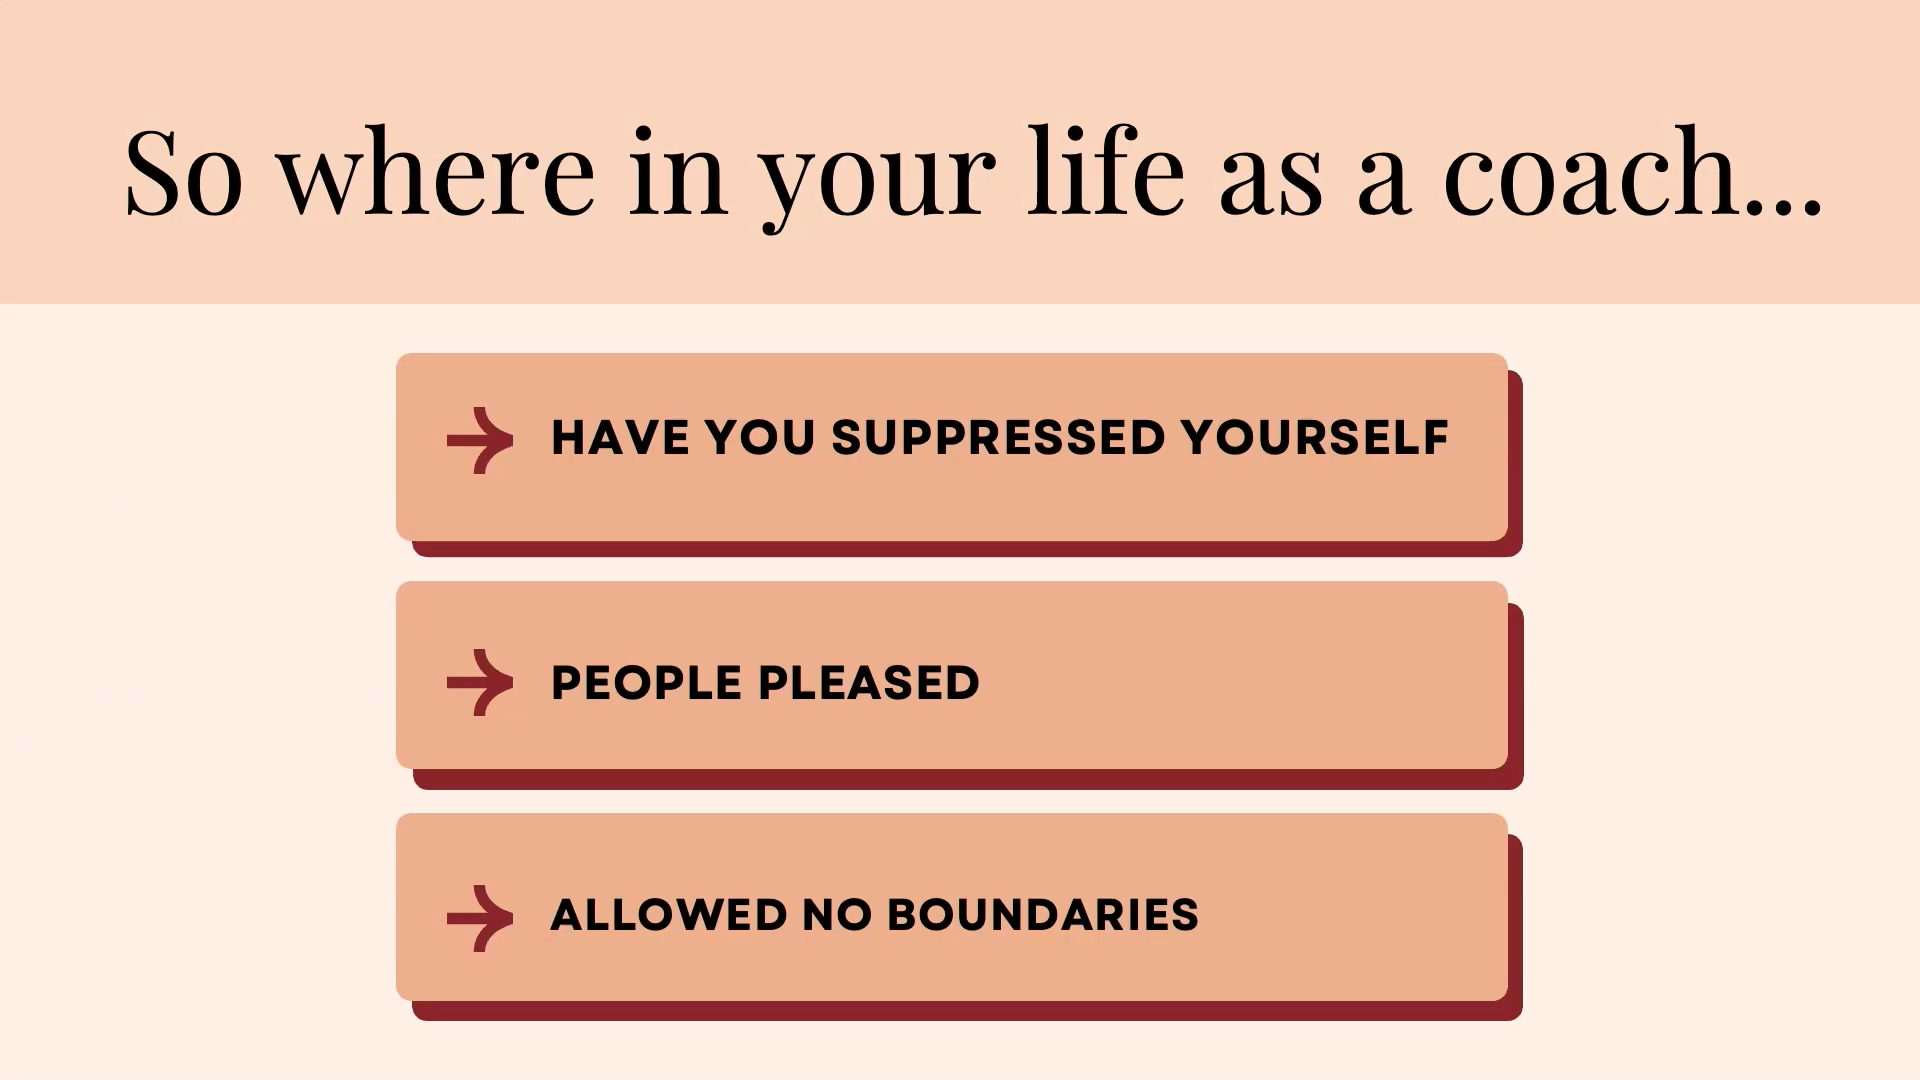 So where in your life as a coach...
HAVE YOU SUPPRESSED YOURSELF
PEOPLE PLEASED
ALLOWED NO BOUNDARIES